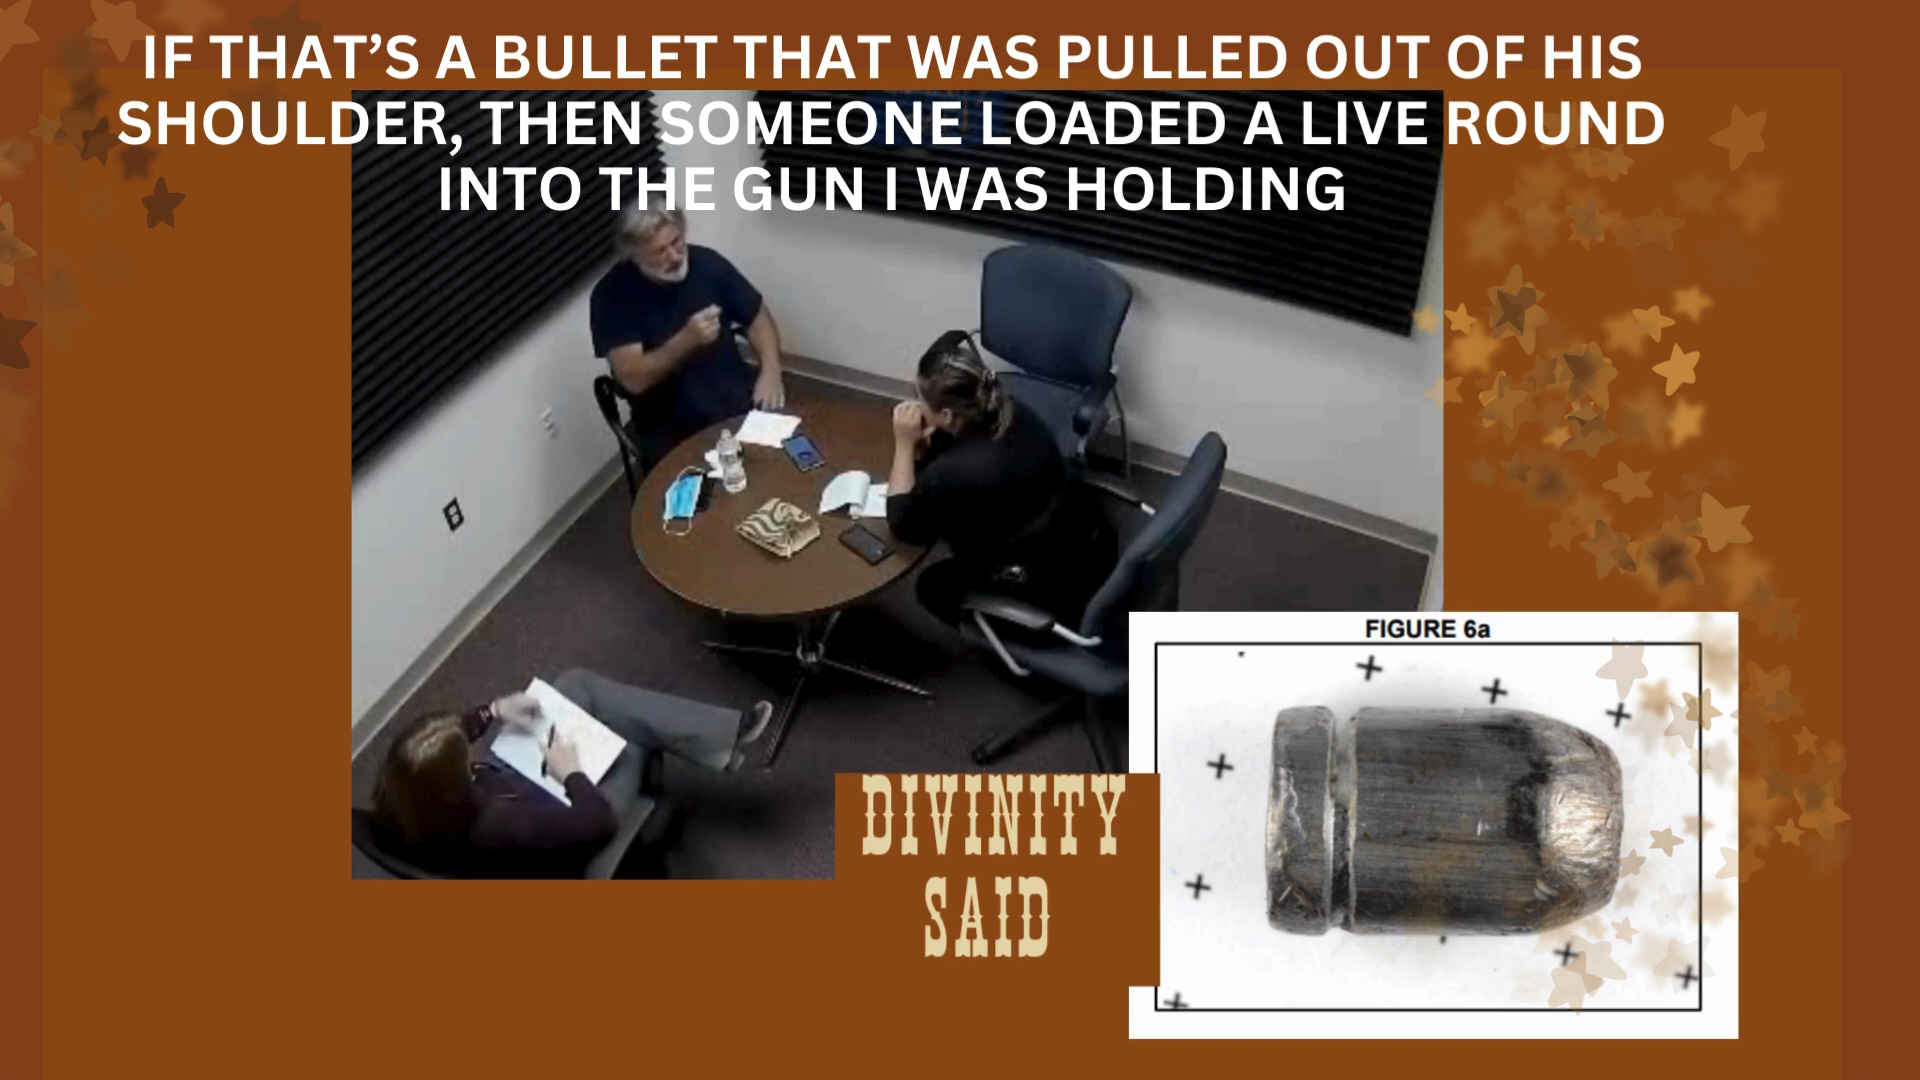 IF THAT’S A BULLET THAT WAS PULLED OUT OF HIS
SHOULDER, THEN SOMEONE LOADED A LIVE ROUND
INTO THE GUN I WAS HOLDING
FIGURE 6a
DIVINITY
SAID